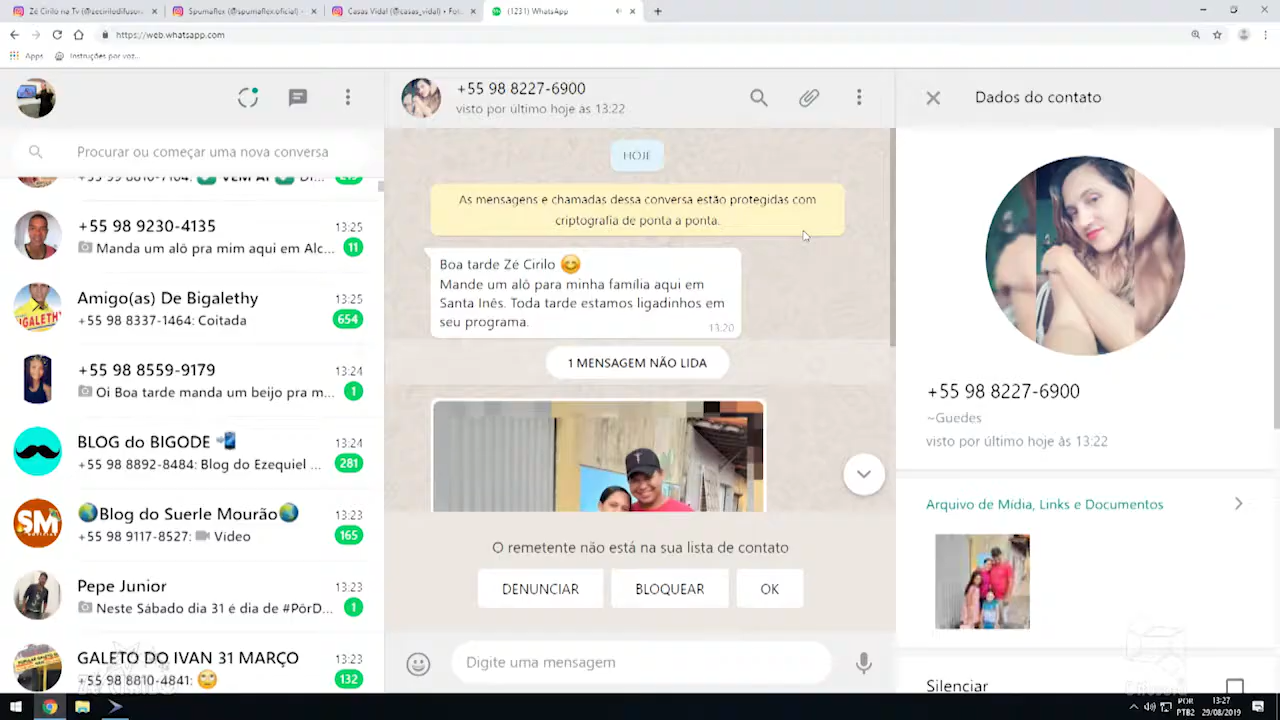 Zé Cirilo na Tv (@zecirilodifusor
Spumaflex (@spumaflex.oficial) •
Casas Vidal (@casas_vidal) • Fot
(1231) WhatsApp
https://web.whatsapp.com
Apps
Instruções por voz...
Procurar ou começar uma nova conversa
VEM AÍ
+55 98 9230-4135
13:25
Manda um alô pra mim aqui em Alc...
11
Amigo(as) De Bigalethy
13:25
+55 98 8337-1464: Coitada
654
+55 98 8559-9179
13:24
Oi Boa tarde manda um beijo pra m...
1
BLOG do BIGODE 📲
13:24
+55 98 8892-8484: Blog do Ezequiel ...
281
🌎Blog do Suerle Mourão🌎
13:23
+55 98 9117-8527: Video
165
SM
Pepe Junior
13:23
Neste Sábado dia 31 é dia de #PôrD...
1
GALETO DO IVAN 31 MARÇO
13:23
+55 98 8810-4841: 🙄
132
+55 98 8227-6900
visto por último hoje às 13:22
HOJE
As mensagens e chamadas dessa conversa estão protegidas com
criptografia de ponta a ponta.
Boa tarde Zé Cirilo 😊
Mande um alô para minha família aqui em
Santa Inés. Toda tarde estamos ligadinhos em
seu programa.
13:20
1 MENSAGEM NÃO LIDA
O remetente não está na sua lista de contato
DENUNCIAR
BLOQUEAR
OK
Digite uma mensagem
Dados do contato
+55 98 8227-6900
~Guedes
visto por último hoje às 13:22
Arquivo de Mídia, Links e Documentos
Silenciar
POR
PTB2
13:27
29/08/2019